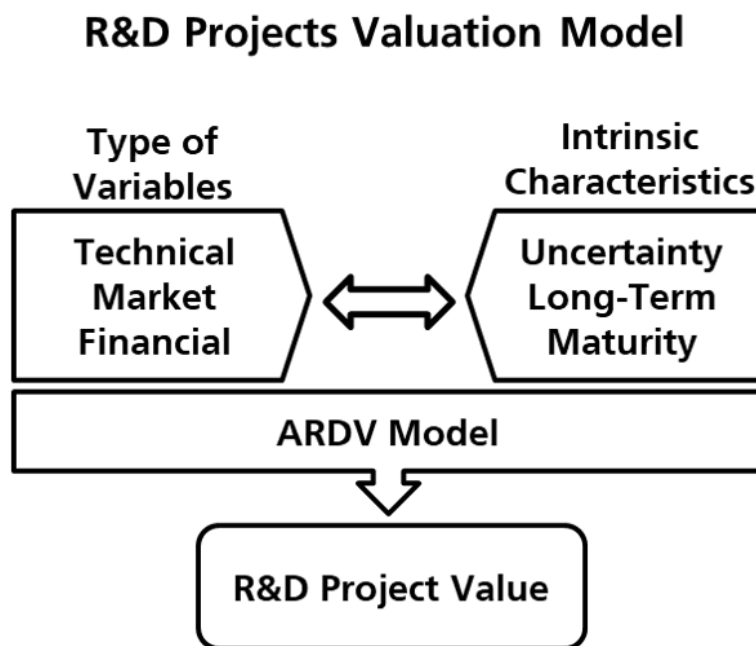 R&D Projects Valuation Model
Type of
Variables
Technical
Market
Financial
Intrinsic
Characteristics
Uncertainty
Long-Term
Maturity
ARDV Model
R&D Project Value